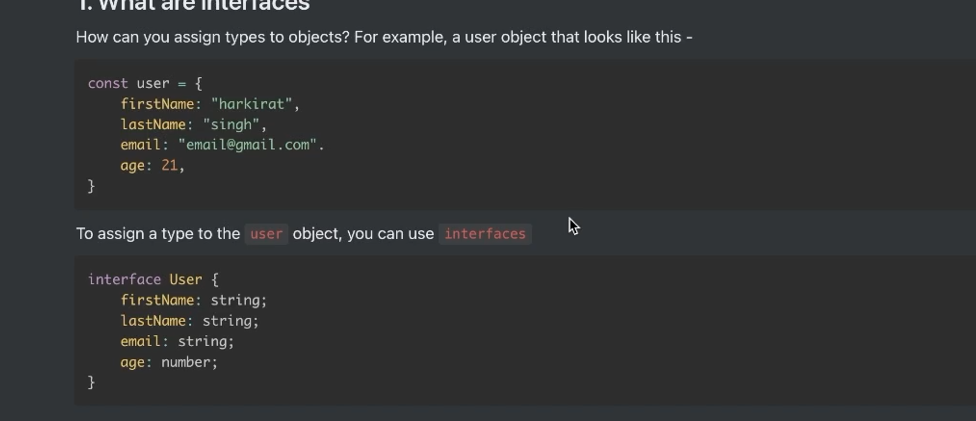 1. What are interfaces
How can you assign types to objects? For example, a user object that looks like this -
const user = {
    firstName: "harkirat",
    lastName: "singh",
    email: "email@gmail.com".
    age: 21,
}
To assign a type to the user object, you can use interfaces
interface User {
    firstName: string;
    lastName: string;
    email: string;
    age: number;
}